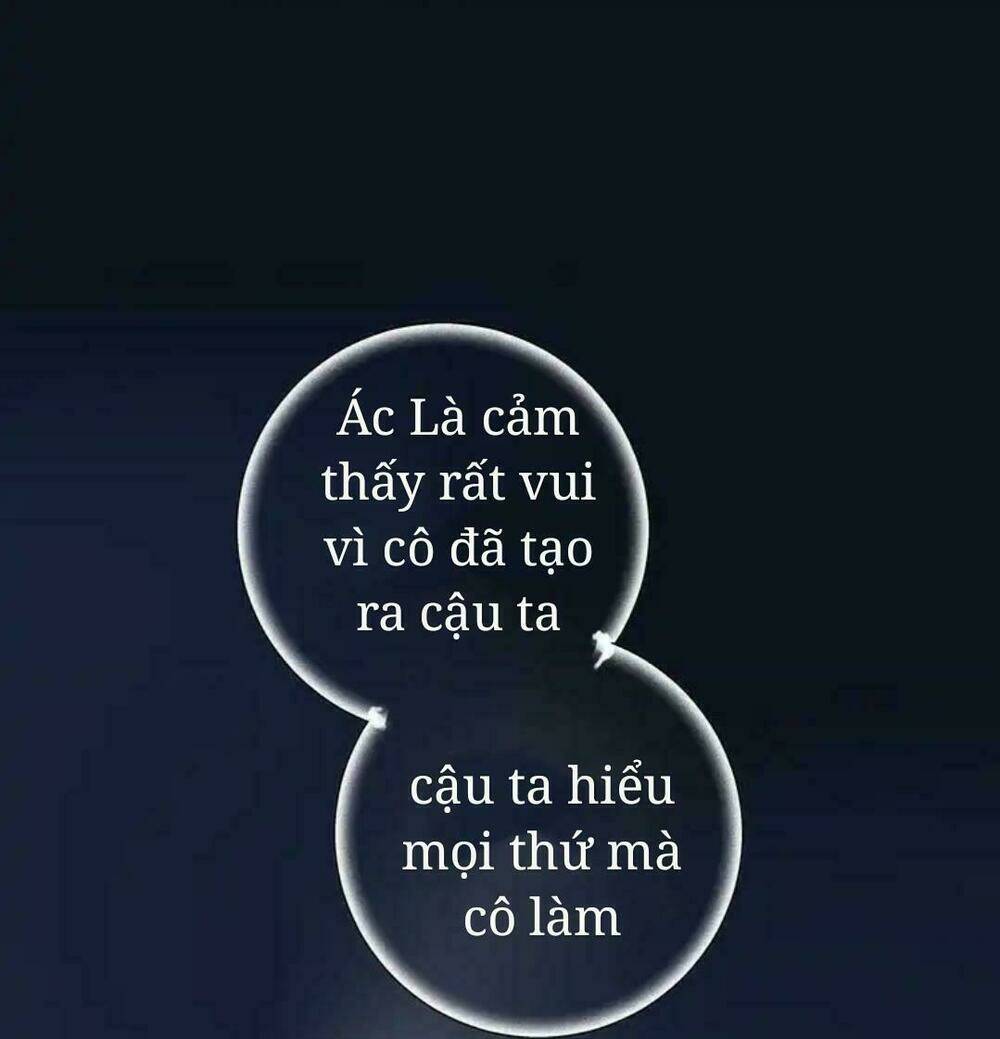 Ác Là cảm
thấy rất vui
vì cô đã tạo
ra cậu ta
cậu ta hiểu
mọi thứ mà
cô làm